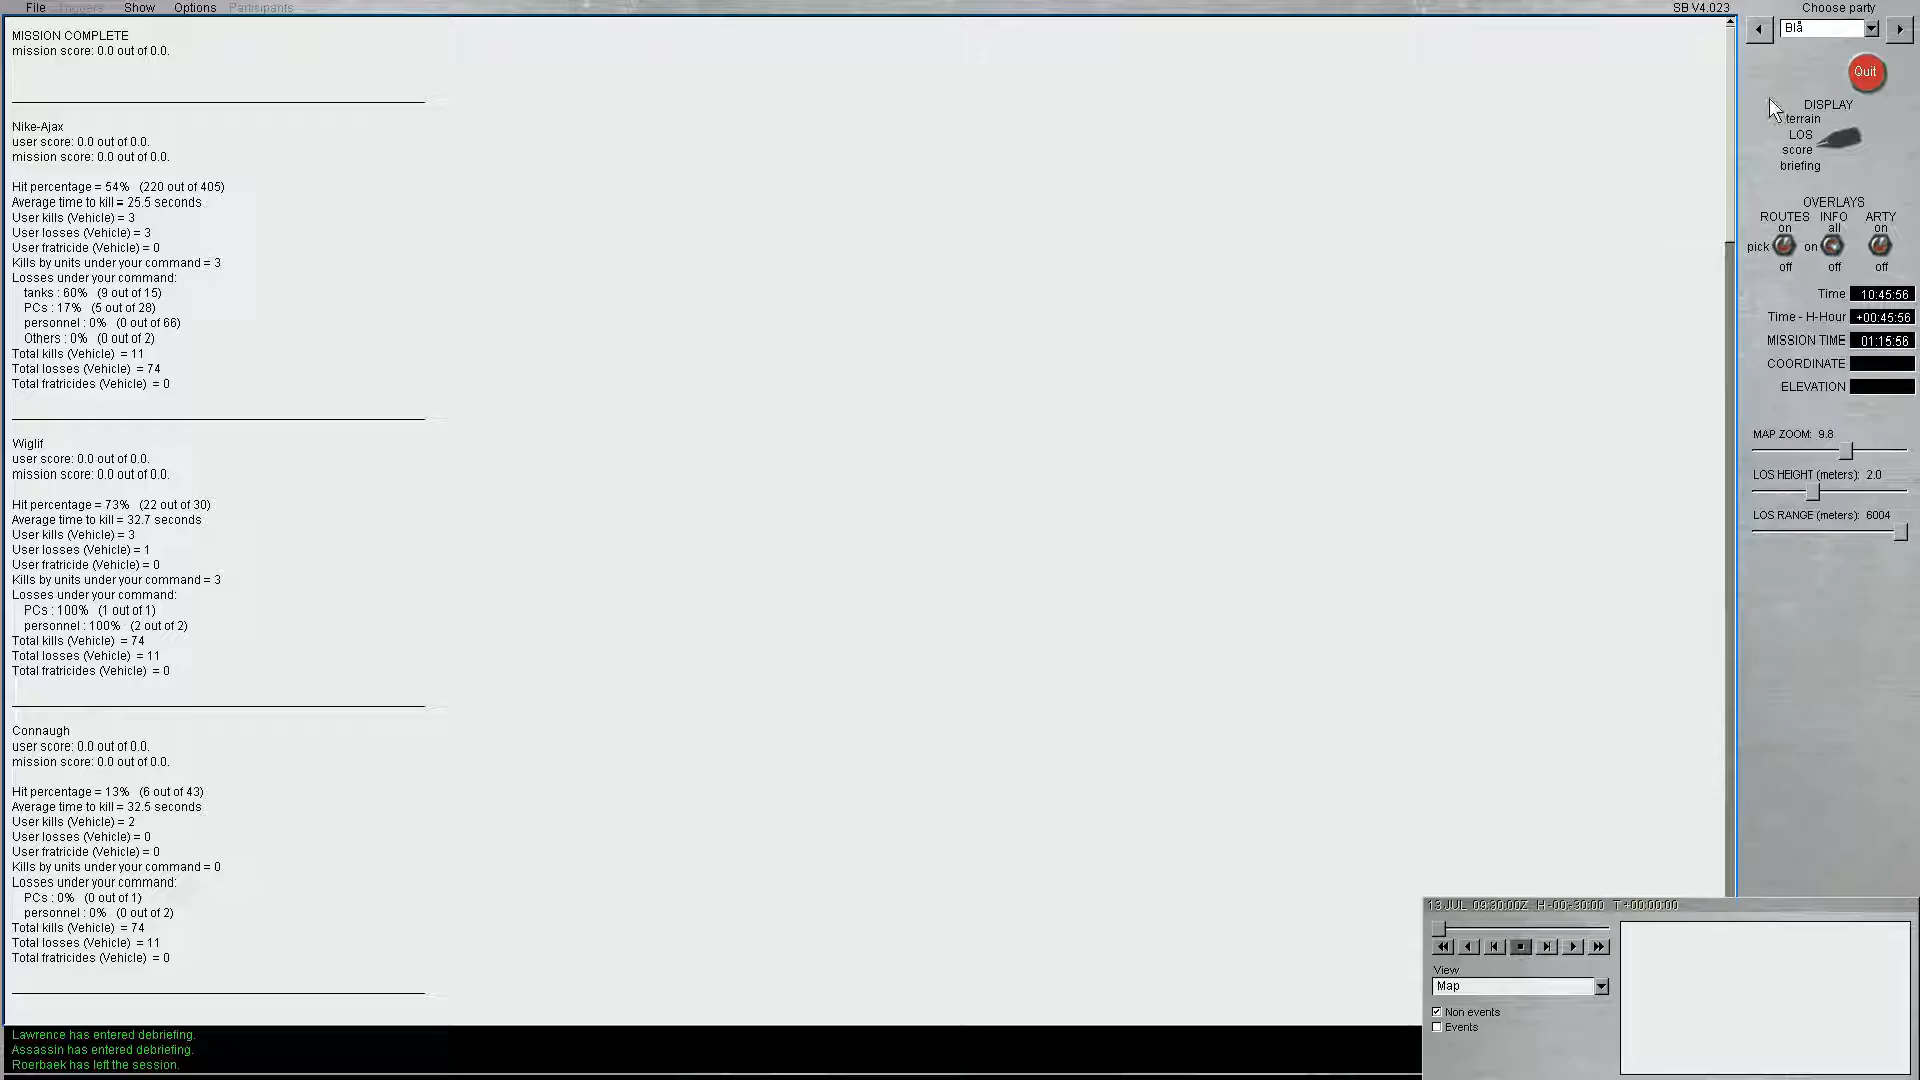 File Triggers Show Options Participants SB V4.023
MISSION COMPLETE
mission score: 0.0 out of 0.0.
Nike-Ajax
user score: 0.0 out of 0.0.
mission score: 0.0 out of 0.0.
Hit percentage = 54% (220 out of 405)
Average time to kill = 25.5 seconds
User kills (Vehicle) = 3
User losses (Vehicle) = 3
User fratricide (Vehicle) = 0
Kills by units under your command = 3
Losses under your command:
tanks : 60% (9 out of 15)
PCs : 17% (5 out of 28)
personnel : 0% (0 out of 66)
Others : 0% (0 out of 2)
Total kills (Vehicle) = 11
Total losses (Vehicle) = 74
Total fratricides (Vehicle) = 0
Wiglif
user score: 0.0 out of 0.0.
mission score: 0.0 out of 0.0.
Hit percentage = 73% (22 out of 30)
Average time to kill = 32.7 seconds
User kills (Vehicle) = 3
User losses (Vehicle) = 1
User fratricide (Vehicle) = 0
Kills by units under your command = 3
Losses under your command:
PCs : 100% (1 out of 1)
personnel : 100% (2 out of 2)
Total kills (Vehicle) = 74
Total losses (Vehicle) = 11
Total fratricides (Vehicle) = 0
Connaugh
user score: 0.0 out of 0.0.
mission score: 0.0 out of 0.0.
Hit percentage = 13% (6 out of 43)
Average time to kill = 32.5 seconds
User kills (Vehicle) = 2
User losses (Vehicle) = 0
User fratricide (Vehicle) = 0
Kills by units under your command = 0
Losses under your command:
PCs : 0% (0 out of 1)
personnel : 0% (0 out of 2)
Total kills (Vehicle) = 74
Total losses (Vehicle) = 11
Total fratricides (Vehicle) = 0
Lawrence has entered debriefing.
Assassin has entered debriefing.
Roerbaek has left the session.
Choose party
Blå
Quit
DISPLAY
terrain
LOS
score
briefing
OVERLAYS
ROUTES INFO ARTY
on all on
pick on
off off off
Time 10:45:56
Time - H-Hour +00:45:56
MISSION TIME 01:15:56
COORDINATE
ELEVATION
MAP ZOOM: 9.8
LOS HEIGHT (meters): 2.0
LOS RANGE (meters): 6004
13 JUL 09:30:00Z H-00:-30:00 T +00:00:00
View
Map
Non events
Events